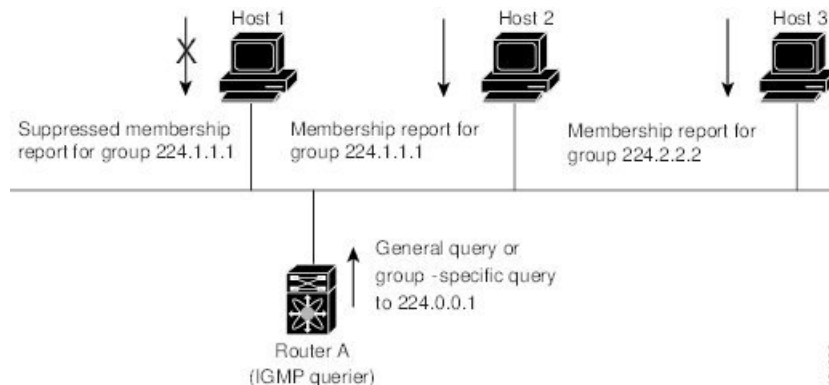 Host 1
Host 2
Host 3
X
Suppressed membership
report for group 224.1.1.1
Membership report for
group 224.1.1.1
Membership report for
group 224.2.2.2
General query or
group -specific query
to 224.0.0.1
Router A
(IGMP querier)